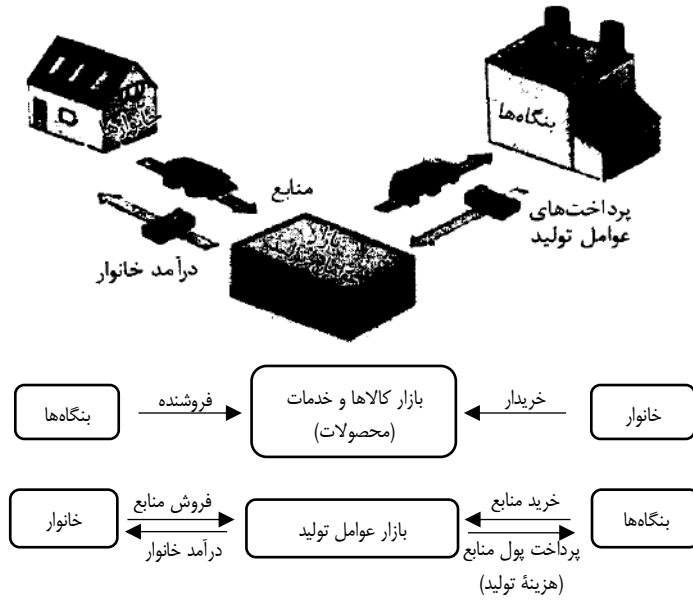 بنگاه‌ها
منابع
پرداخت‌های
عوامل تولید
درآمد خانوار
خانوار
خریدار
بازار کالاها و خدمات
(محصولات)
فروشنده
بنگاه‌ها
بنگاه‌ها
خرید منابع
پرداخت پول منابع
(هزینهٔ تولید)
بازار عوامل تولید
فروش منابع
درآمد خانوار
خانوار